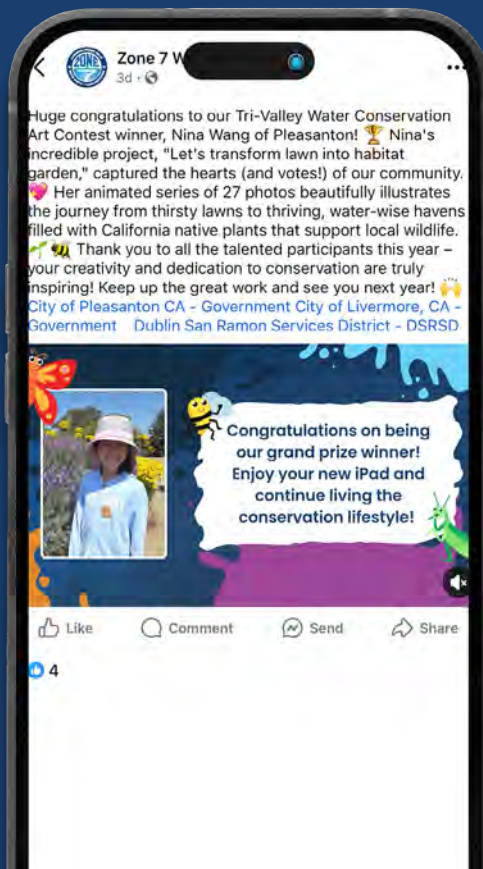 ZONE
7
Zone 7 W
3d ·
Huge congratulations to our Tri-Valley Water Conservation
Art Contest winner, Nina Wang of Pleasanton! 🏆 Nina's
incredible project, "Let's transform lawn into habitat
garden," captured the hearts (and votes!) of our community.
💖 Her animated series of 27 photos beautifully illustrates
the journey from thirsty lawns to thriving, water-wise havens
filled with California native plants that support local wildlife.
🌱🐝 Thank you to all the talented participants this year –
your creativity and dedication to conservation are truly
inspiring! Keep up the great work and see you next year! 🙌
City of Pleasanton CA - Government City of Livermore, CA -
Government Dublin San Ramon Services District - DSRSD
Congratulations on being
our grand prize winner!
Enjoy your new iPad and
continue living the
conservation lifestyle!
Like Comment Send Share
4